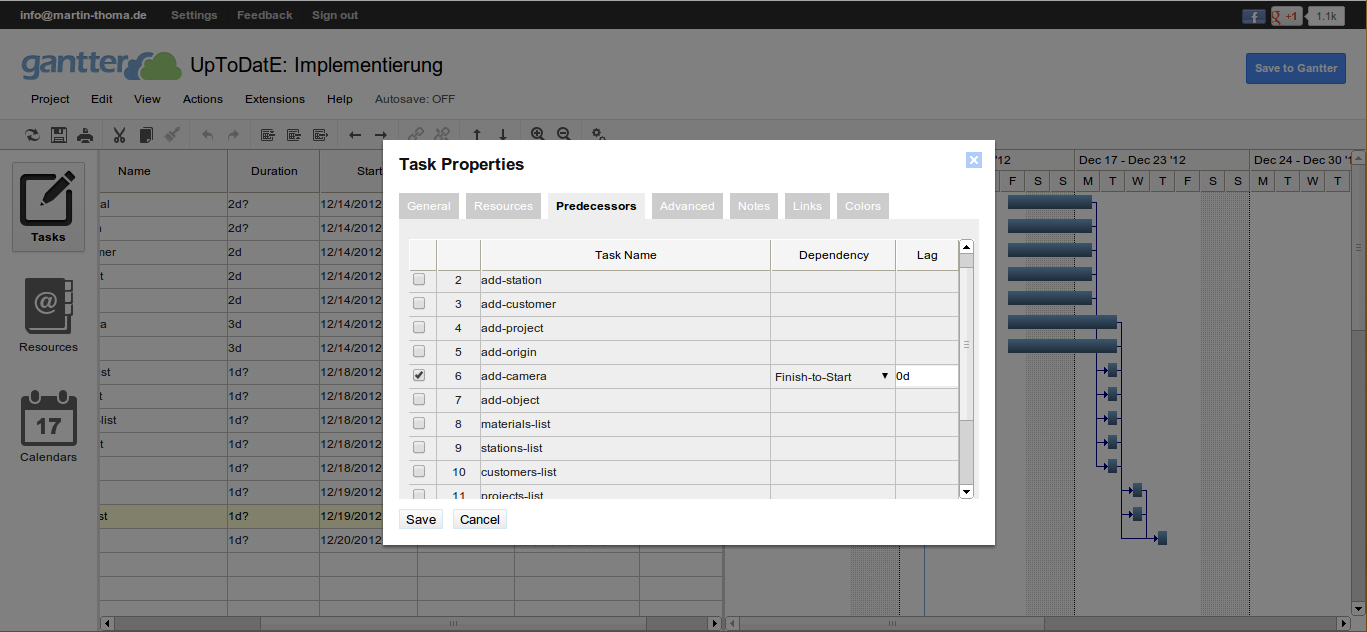 info@martin-thoma.de Settings Feedback Sign out +1 1.1k
gantter UpToDatE: Implementierung Save to Gantter
Project Edit View Actions Extensions Help Autosave: OFF
Tasks
Resources
17
Calendars
Name Duration Start
al 2d? 12/14/2012
2d? 12/14/2012
mer 2d 12/14/2012
t 2d 12/14/2012
2d 12/14/2012
a 3d 12/14/2012
3d 12/14/2012
ist 1d? 12/18/2012
t 1d? 12/18/2012
-list 1d? 12/18/2012
t 1d? 12/18/2012
1d? 12/18/2012
1d? 12/19/2012
st 1d? 12/19/2012
1d? 12/20/2012
Task Properties
General Resources Predecessors Advanced Notes Links Colors
Task Name Dependency Lag
2 add-station
3 add-customer
4 add-project
5 add-origin
6 add-camera Finish-to-Start 0d
7 add-object
8 materials-list
9 stations-list
10 customers-list
11 projects-list
Save Cancel
'12 Dec 17 - Dec 23 '12 Dec 24 - Dec 30 '1
F S S M T W T F S S M T W T